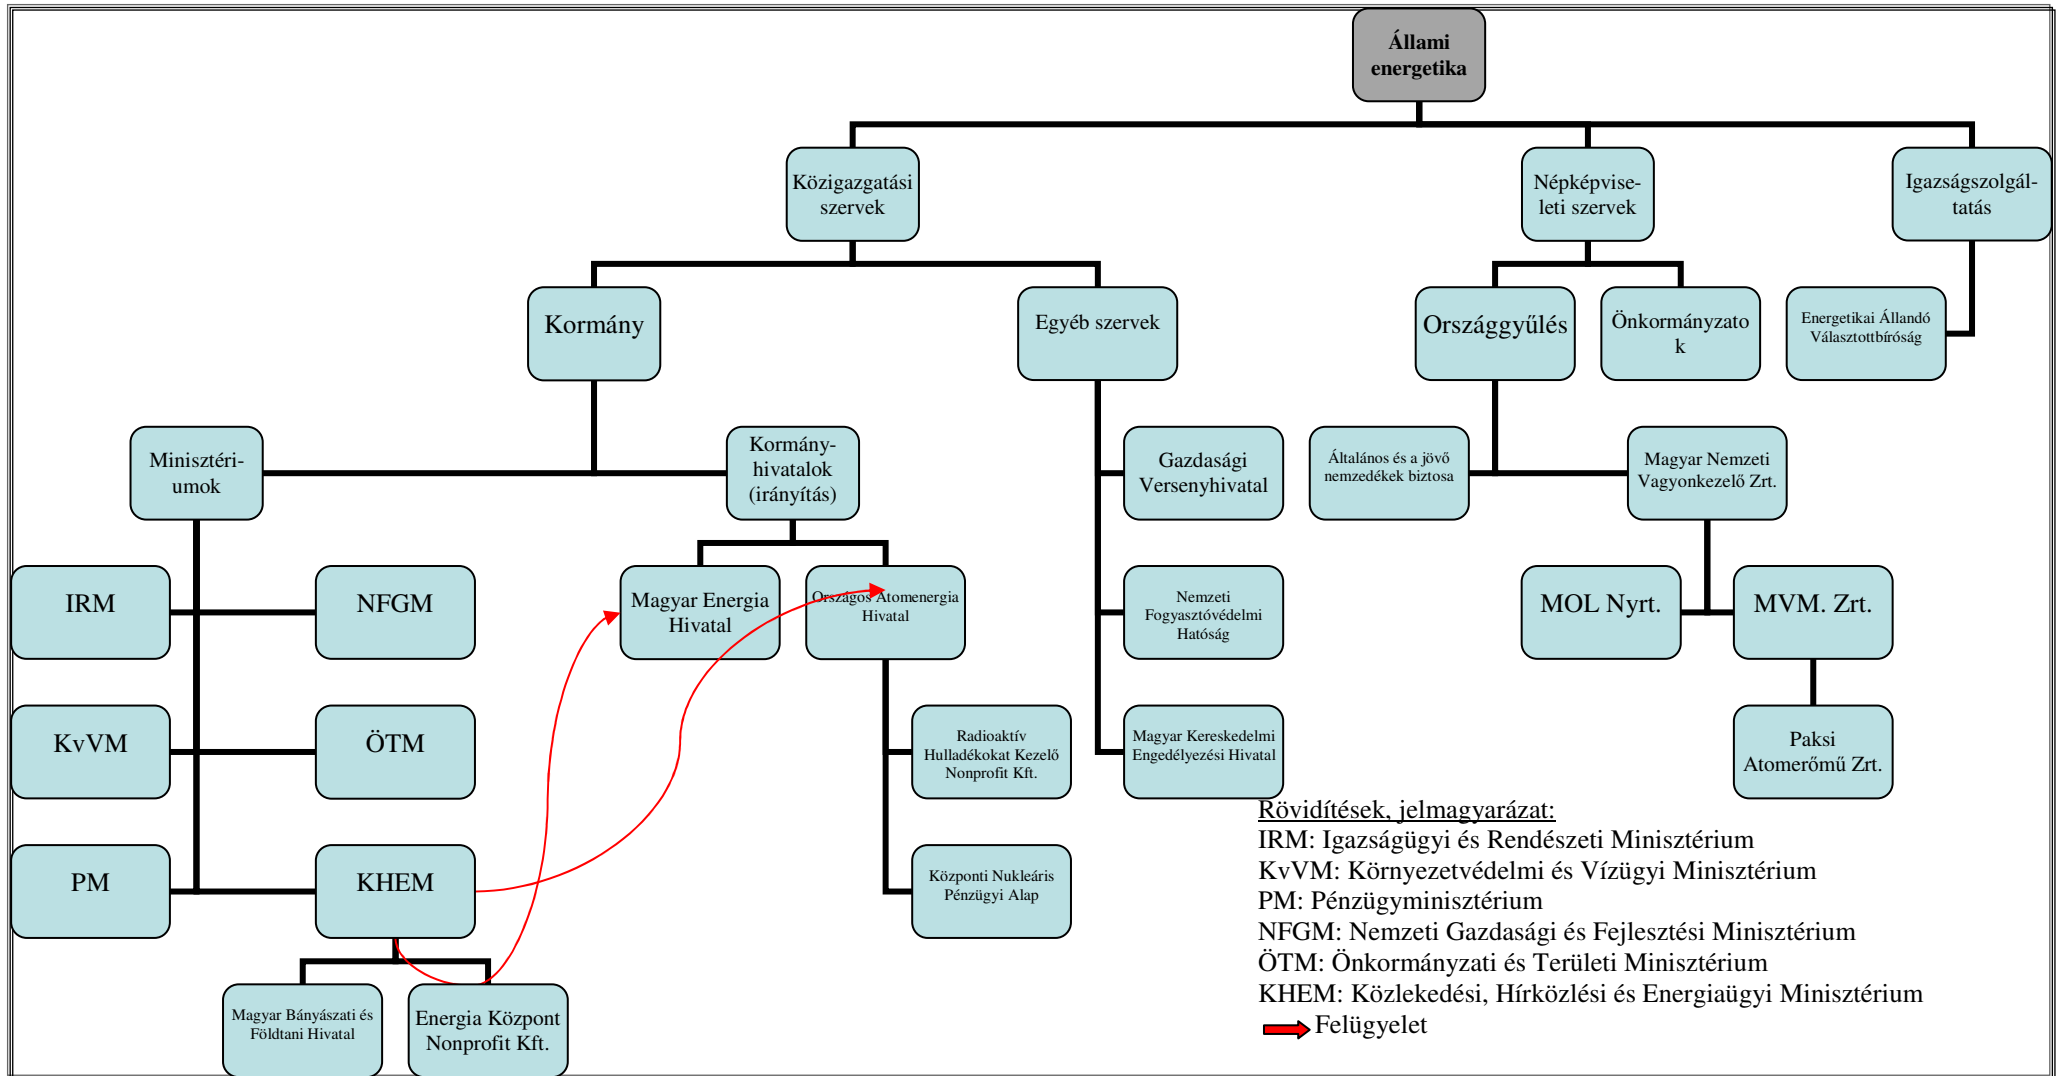 Állami
energetika
Közigazgatási
szervek
Népképvise-
leti szervek
Igazságszolgál-
tatás
Kormány
Egyéb szervek
Országgyűlés
Önkormányzato
k
Energetikai Állandó
Választottbíróság
Minisztéri-
umok
Kormány-
hivatalok
(irányítás)
Gazdasági
Versenyhivatal
Általános és a jövő
nemzedékek biztosa
Magyar Nemzeti
Vagyonkezelő Zrt.
IRM
NFGM
Magyar Energia
Hivatal
Országos Atomenergia
Hivatal
Nemzeti
Fogyasztóvédelmi
Hatóság
MOL Nyrt.
MVM. Zrt.
KvVM
ÖTM
Radioaktív
Hulladékokat Kezelő
Nonprofit Kft.
Magyar Kereskedelmi
Engedélyezési Hivatal
Paksi
Atomerőmű Zrt.
PM
KHEM
Központi Nukleáris
Pénzügyi Alap
Magyar Bányászati és
Földtani Hivatal
Energia Központ
Nonprofit Kft.
Rövidítések, jelmagyarázat:
IRM: Igazságügyi és Rendészeti Minisztérium
KvVM: Környezetvédelmi és Vízügyi Minisztérium
PM: Pénzügyminisztérium
NFGM: Nemzeti Gazdasági és Fejlesztési Minisztérium
ÖTM: Önkormányzati és Területi Minisztérium
KHEM: Közlekedési, Hírközlési és Energiaügyi Minisztérium
Felügyelet